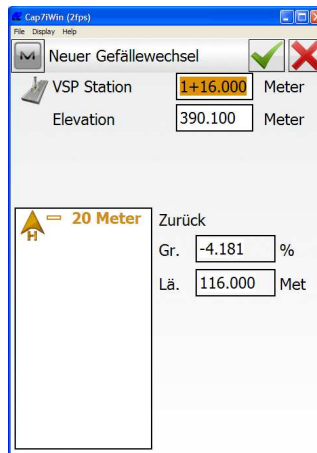 Cap7iWin (2fps)
File Display Help
M Neuer Gefällewechsel
VSP Station 1+16.000 Meter
Elevation 390.100 Meter
20 Meter
H
Zurück
Gr. -4.181 %
Lä. 116.000 Met